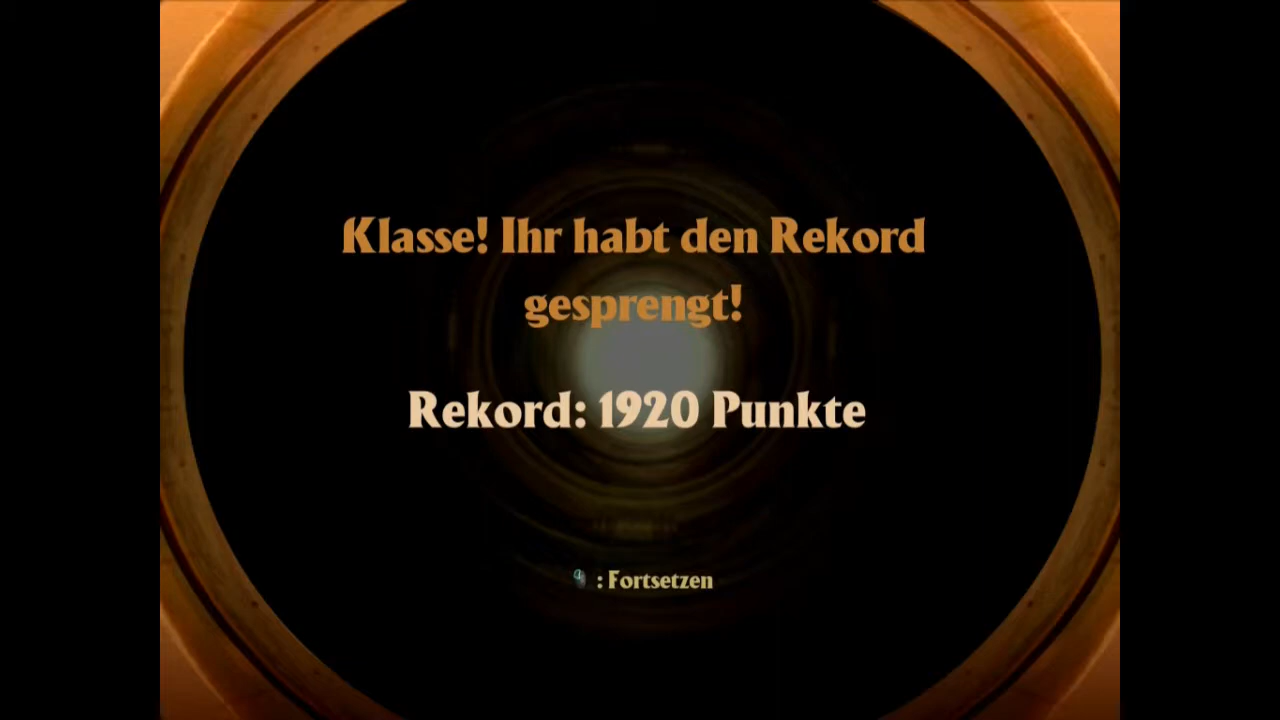 Klasse! Ihr habt den Rekord
gesprengt!
Rekord: 1920 Punkte
: Fortsetzen